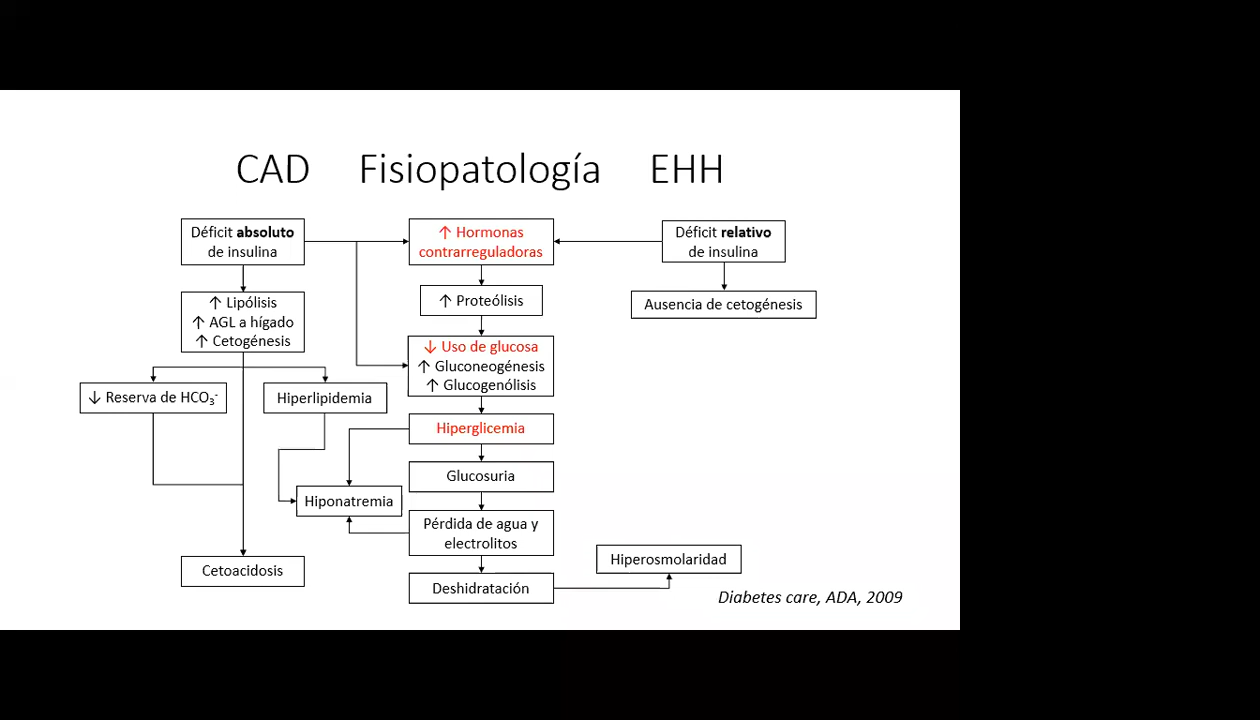 CAD Fisiopatología EHH
Déficit absoluto
de insulina
↑ Hormonas
contrarreguladoras
Déficit relativo
de insulina
↑ Lipólisis
↑ AGL a hígado
↑ Cetogénesis
↑ Proteólisis
Ausencia de cetogénesis
↓ Uso de glucosa
↑ Gluconeogénesis
↑ Glucogenólisis
↓ Reserva de HCO₃⁻
Hiperlipidemia
Hiperglicemia
Glucosuria
Hiponatremia
Pérdida de agua y
electrolitos
Cetoacidosis
Deshidratación
Hiperosmolaridad
Diabetes care, ADA, 2009